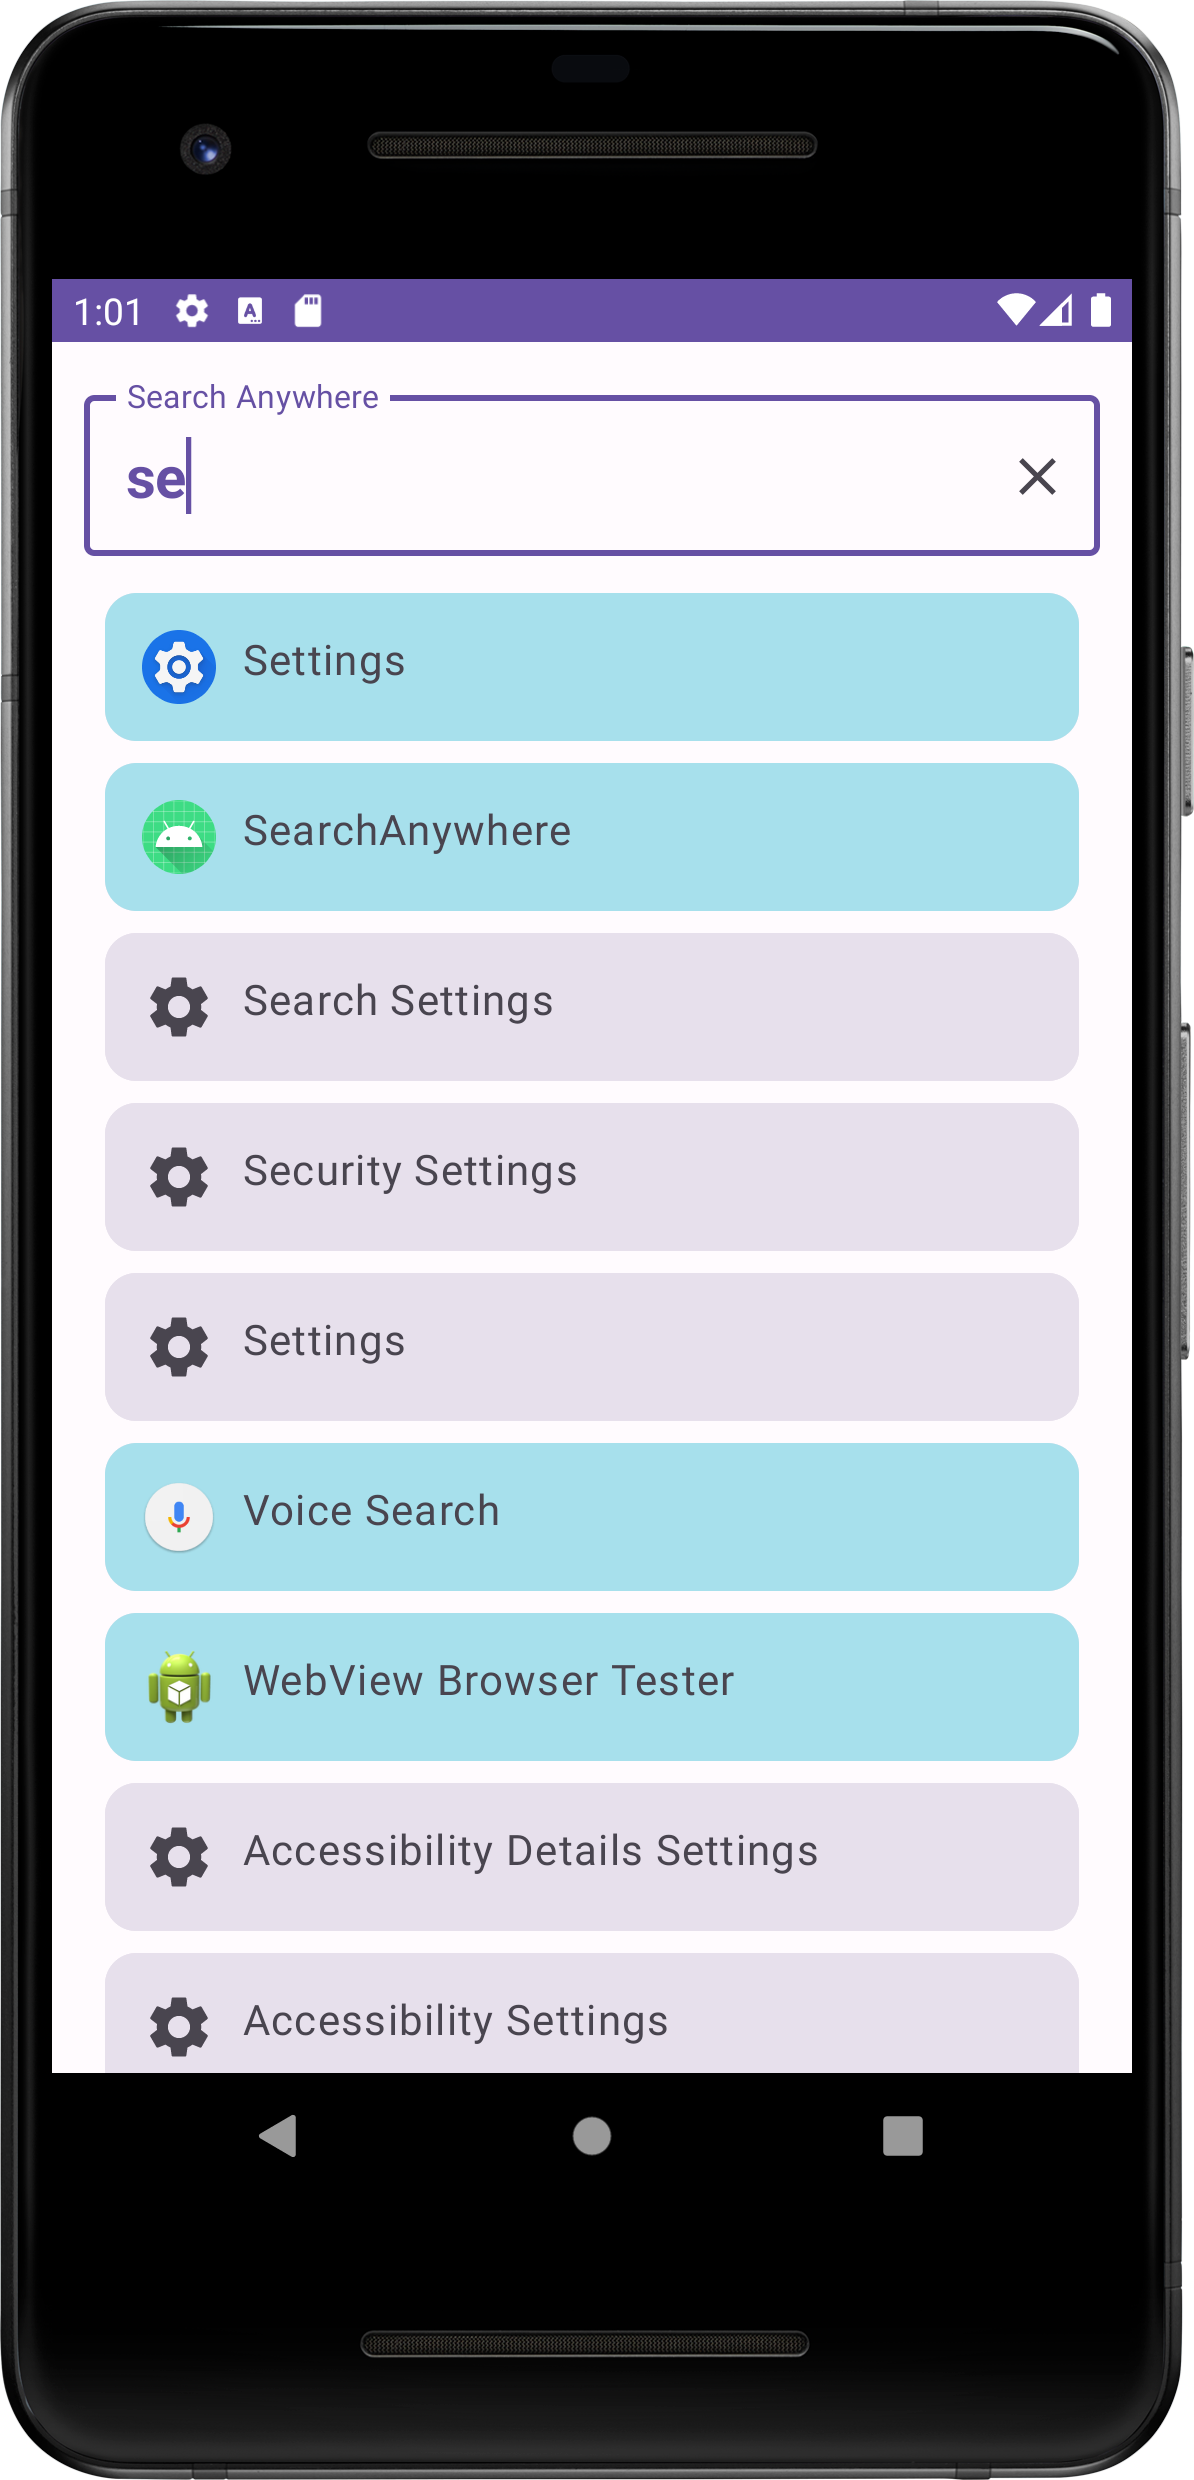 1:01
Search Anywhere
se
Settings
SearchAnywhere
Search Settings
Security Settings
Settings
Voice Search
WebView Browser Tester
Accessibility Details Settings
Accessibility Settings